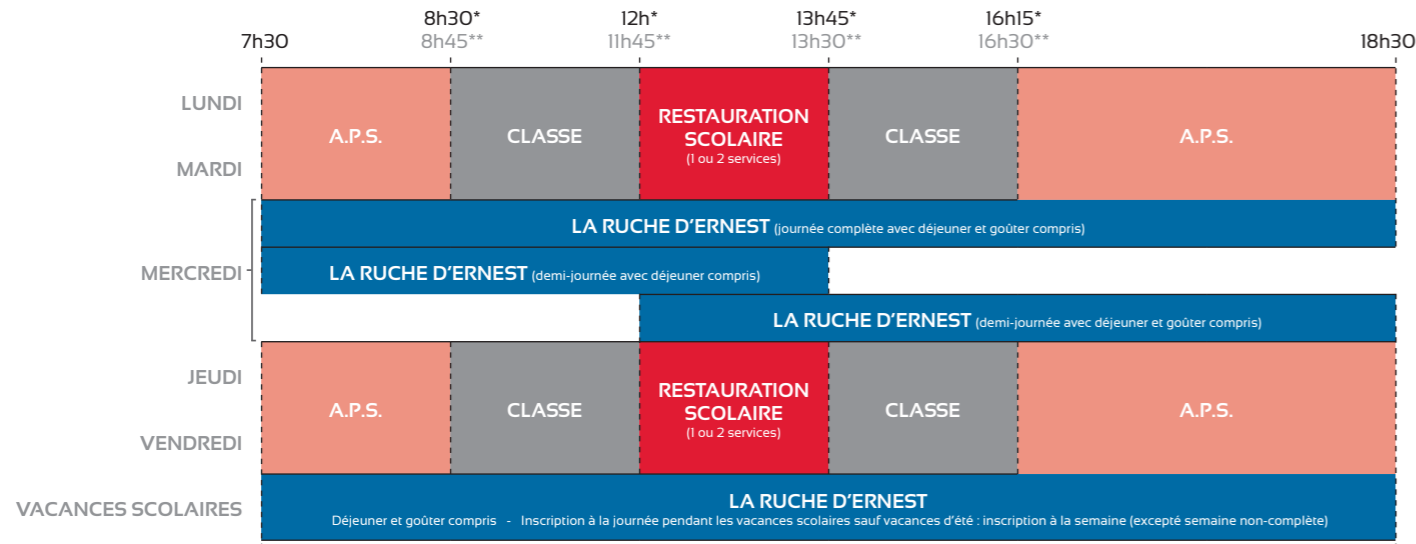 8h30* 12h* 13h45* 16h15*
7h30 8h45** 11h45** 13h30** 16h30** 18h30
LUNDI
MARDI
A.P.S.
CLASSE
RESTAURATION
SCOLAIRE
(1 ou 2 services)
CLASSE
A.P.S.
MERCREDI
LA RUCHE D'ERNEST (journée complète avec déjeuner et goûter compris)
LA RUCHE D'ERNEST (demi-journée avec déjeuner compris)
LA RUCHE D'ERNEST (demi-journée avec déjeuner et goûter compris)
JEUDI
VENDREDI
A.P.S.
CLASSE
RESTAURATION
SCOLAIRE
(1 ou 2 services)
CLASSE
A.P.S.
VACANCES SCOLAIRES
LA RUCHE D'ERNEST
Déjeuner et goûter compris - Inscription à la journée pendant les vacances scolaires sauf vacances d'été : inscription à la semaine (excepté semaine non-complète)